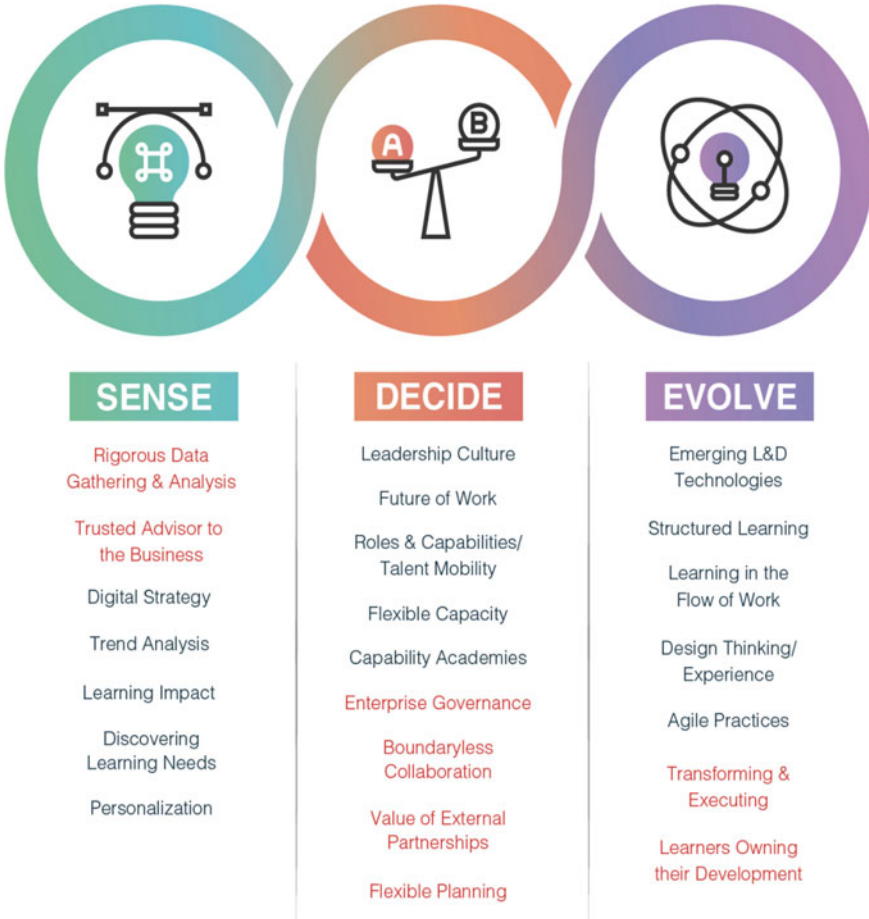 A
B
SENSE
Rigorous Data
Gathering & Analysis
Trusted Advisor to
the Business
Digital Strategy
Trend Analysis
Learning Impact
Discovering
Learning Needs
Personalization
DECIDE
Leadership Culture
Future of Work
Roles & Capabilities/
Talent Mobility
Flexible Capacity
Capability Academies
Enterprise Governance
Boundaryless
Collaboration
Value of External
Partnerships
Flexible Planning
EVOLVE
Emerging L&D
Technologies
Structured Learning
Learning in the
Flow of Work
Design Thinking/
Experience
Agile Practices
Transforming &
Executing
Learners Owning
their Development